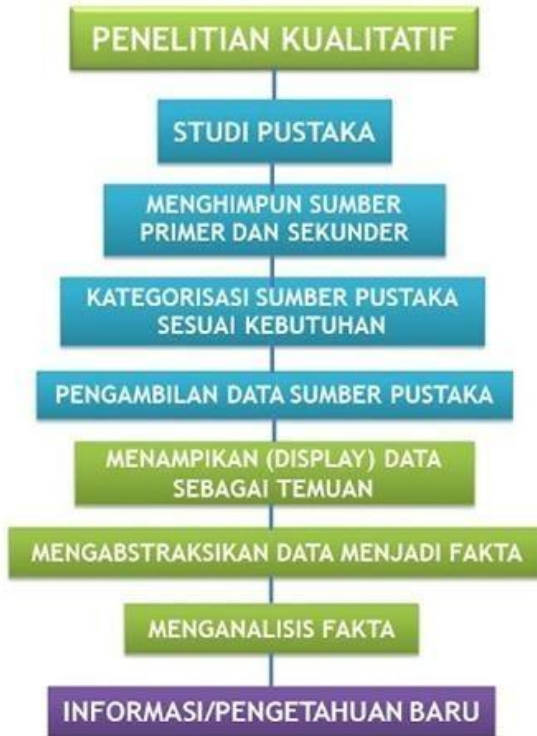 PENELITIAN KUALITATIF
STUDI PUSTAKA
MENGHIMPUN SUMBER
PRIMER DAN SEKUNDER
KATEGORISASI SUMBER PUSTAKA
SESUAI KEBUTUHAN
PENGAMBILAN DATA SUMBER PUSTAKA
MENAMPIKAN (DISPLAY) DATA
SEBAGAI TEMUAN
MENGABSTRAKSIKAN DATA MENJADI FAKTA
MENGANALISIS FAKTA
INFORMASI/PENGETAHUAN BARU